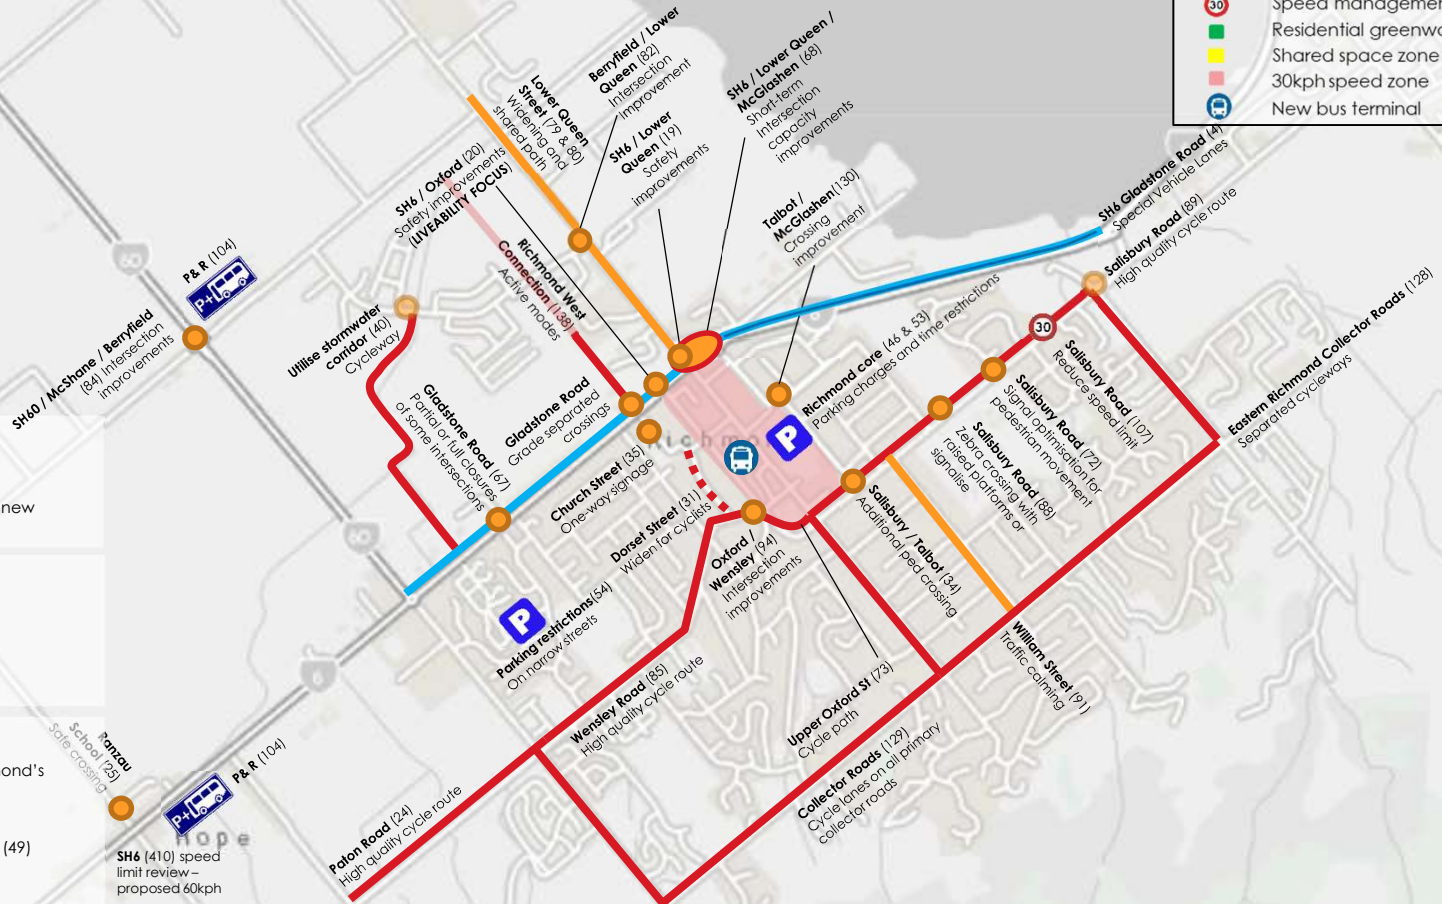 30
Speed managemen
Residential greenwa
Shared space zone
30kph speed zone
New bus terminal
Berryfield / Lower
Queen (82)
Intersection
improvement
Lower Queen
Street (79 & 80)
Widening and
shared path
SH6 / Lower
Queen (19)
Safety
improvements
SH6 / Lower Queen /
McGlashen (68)
Short-term
Intersection
capacity
improvements
SH6 / Oxford (20)
Safety improvements
(LIVEABILITY FOCUS)
Talbot /
McGlashen(130)
Crossing
improvement
SH6 Gladstone Road (4)
Special Vehicle Lanes
Salisbury Road (89)
High quality cycle route
Richmond West
Connection (138)
Active modes
P& R (104)
P+
SH60 / McShane / Berryfield
(84) Intersection
improvements
60
Utilise stormwater
corridor (40)
Cycleway
Gladstone Road (67)
Partial or full closures
of some intersections
Gladstone Road
Grade separated
crossings
Richmond core (46 & 53)
Parking charges and time restrictions
30
Salisbury Road (107)
Reduce speed limit
Salisbury Road (72)
Signal optimisation for
pedestrian movement
Salisbury Road (88)
Zebra crossing with
raised platforms or
signalise
Eastern Richmond Collector Roads (128)
Separated cycleways
Richm
P
Church Street (35)
One-way signage
Dorset Street (31)
Widen for cyclists
Oxford /
Wensley (94)
Intersection
improvements
Salisbury / Talbot (34)
Additional ped crossing
new
60
P
Parking restrictions(54)
On narrow streets
William Street (91)
Traffic calming
6
Wensley Road (85)
High quality cycle route
Upper Oxford St (73)
Cycle path
Collector Roads (129)
Cycle lanes on all primary
collector roads
Ranzau
School (25)
Safe crossing
P& R (104)
P+
Hope
ond's
(49)
SH6 (410) speed
limit review –
proposed 60kph
Paton Road (24)
High quality cycle route